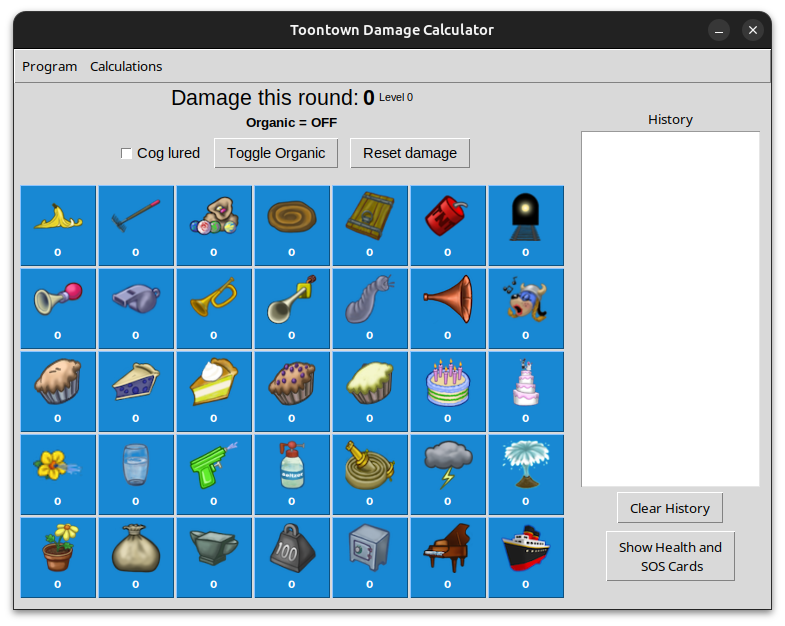 Toontown Damage Calculator
Program Calculations
Damage this round: 0 Level 0
Organic = OFF
Cog lured Toggle Organic Reset damage
History
0 0 0 0 0 0 0
0 0 0 0 0 0 0
0 0 0 0 0 0 0
SELTZER
0 0 0 0 0 0 0
100
0 0 0 0 0 0 0
Clear History
Show Health and
SOS Cards